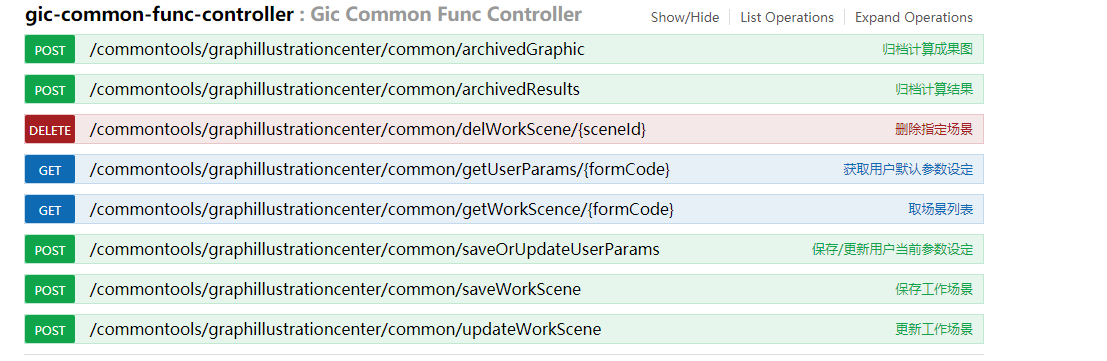 gic-common-func-controller : Gic Common Func Controller Show/Hide List Operations Expand Operations
POST /commontools/graphillustrationcenter/common/archivedGraphic 归档计算成果图
POST /commontools/graphillustrationcenter/common/archivedResults 归档计算结果
DELETE /commontools/graphillustrationcenter/common/delWorkScene/{sceneId} 删除指定场景
GET /commontools/graphillustrationcenter/common/getUserParams/{formCode} 获取用户默认参数设定
GET /commontools/graphillustrationcenter/common/getWorkScence/{formCode} 取场景列表
POST /commontools/graphillustrationcenter/common/saveOrUpdateUserParams 保存/更新用户当前参数设定
POST /commontools/graphillustrationcenter/common/saveWorkScene 保存工作场景
POST /commontools/graphillustrationcenter/common/updateWorkScene 更新工作场景